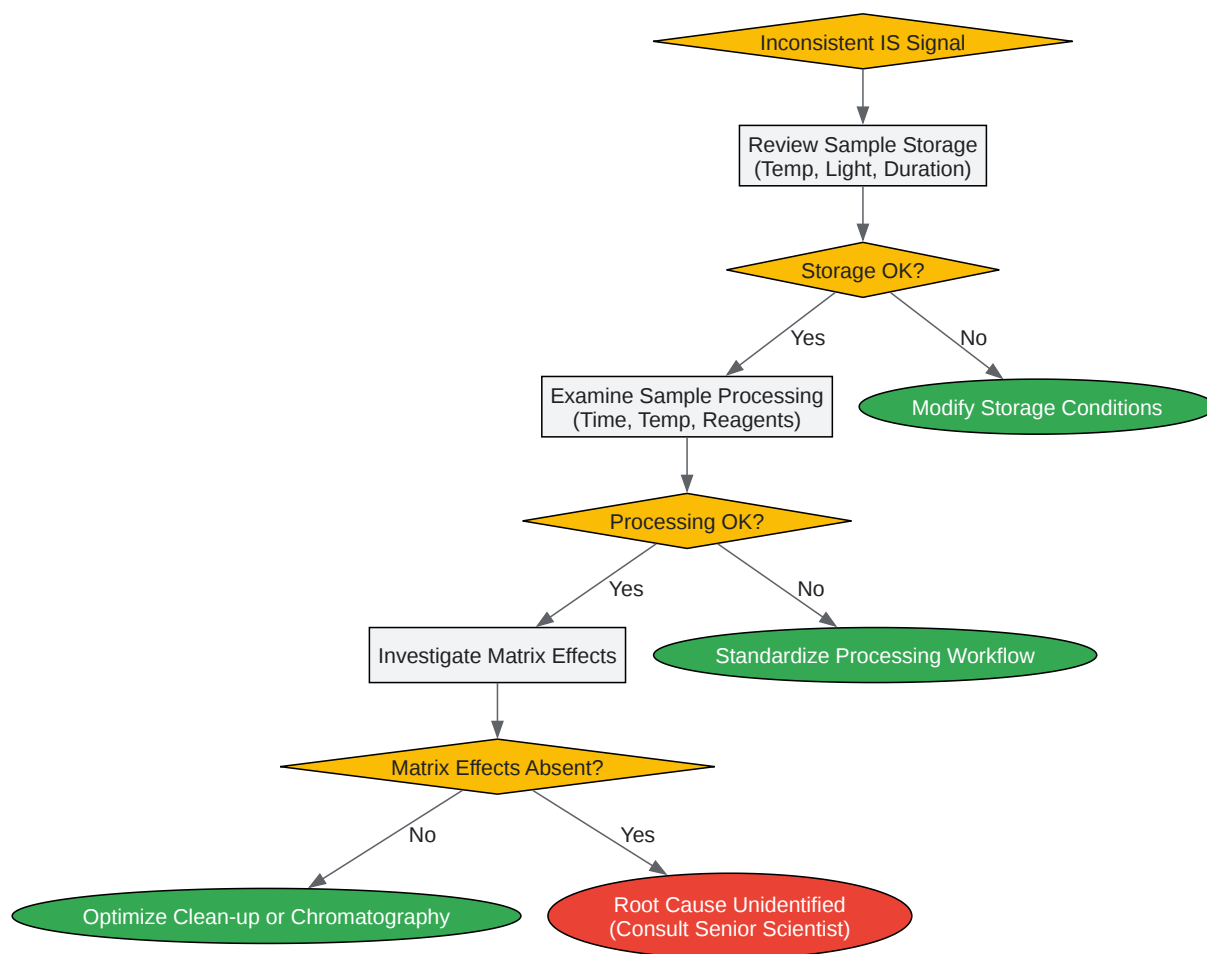 Inconsistent IS Signal
Review Sample Storage
(Temp, Light, Duration)
Storage OK?
Yes
No
Examine Sample Processing
(Time, Temp, Reagents)
Modify Storage Conditions
Processing OK?
Yes
No
Investigate Matrix Effects
Standardize Processing Workflow
Matrix Effects Absent?
No
Yes
Optimize Clean-up or Chromatography
Root Cause Unidentified
(Consult Senior Scientist)